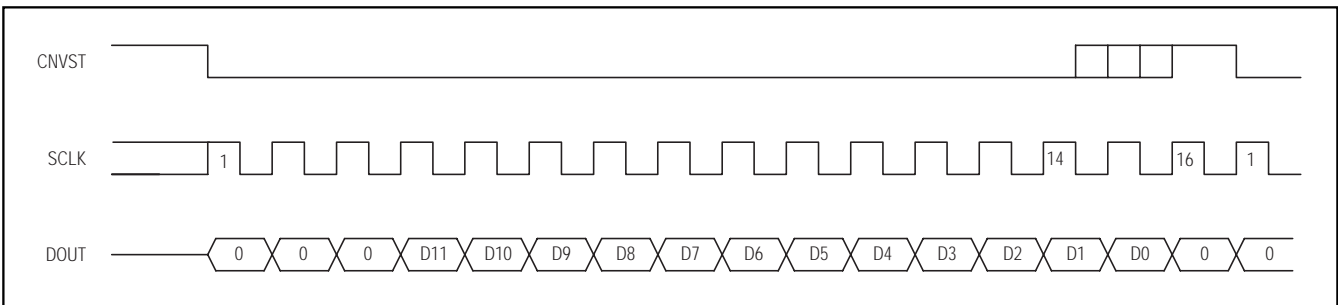 CNVST
SCLK 1 14 16 1
DOUT 0 0 0 D11 D10 D9 D8 D7 D6 D5 D4 D3 D2 D1 D0 0 0